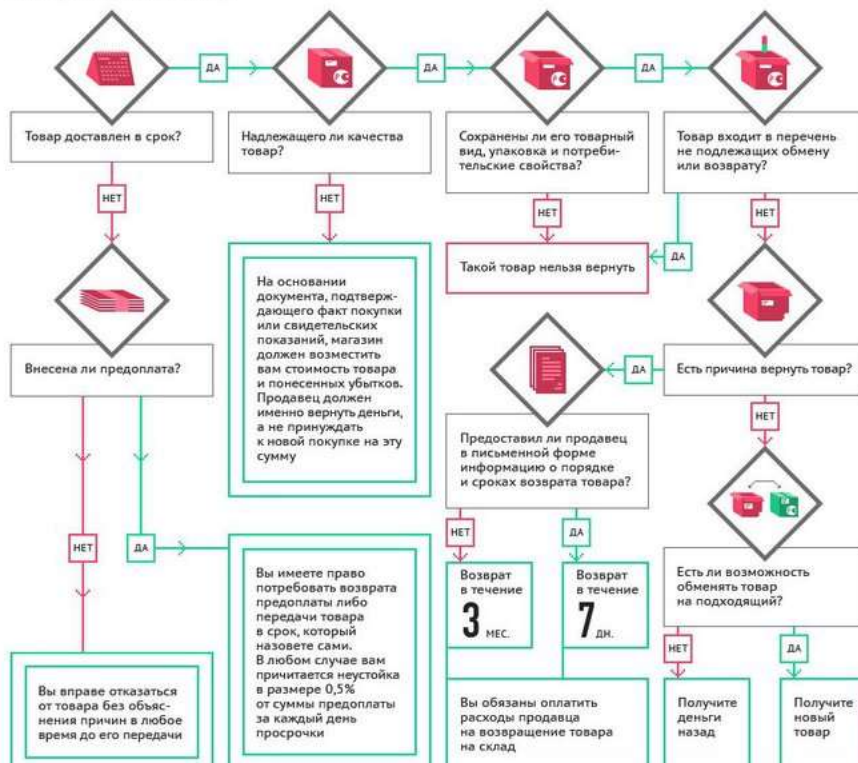 ДА
ДА
ДА
Товар доставлен в срок?
Надлежащего ли качества
товар?
Сохранены ли его товарный
вид, упаковка и потреби-
тельские свойства?
Товар входит в перечень
не подлежащих обмену
или возврату?
НЕТ
НЕТ
НЕТ
НЕТ
ДА
Такой товар нельзя вернуть
На основании
документа, подтверж-
дающего факт покупки
или свидетельских
показаний, магазин
должен возместить
вам стоимость товара
и понесенных убытков.
Продавец должен
именно вернуть деньги,
а не принуждать
к новой покупке на эту
сумму
Внесена ли предоплата?
ДА
Есть причина вернуть товар?
НЕТ
Предоставил ли продавец
в письменной форме
информацию о порядке
и сроках возврата товара?
НЕТ
ДА
НЕТ
ДА
Вы имеете право
потребовать возврата
предоплаты либо
передачи товара
в срок, который
назовете сами.
В любом случае вам
причитается неустойка
в размере 0,5%
от суммы предоплаты
за каждый день
просрочки
Возврат
в течение
3 МЕС.
Возврат
в течение
7 ДН.
Есть ли возможность
обменять товар
на подходящий?
НЕТ
ДА
Вы вправе отказаться
от товара без объяс-
нения причин в любое
время до его передачи
Вы обязаны оплатить
расходы продавца
на возвращение товара
на склад
Получите
деньги
назад
Получите
новый
товар